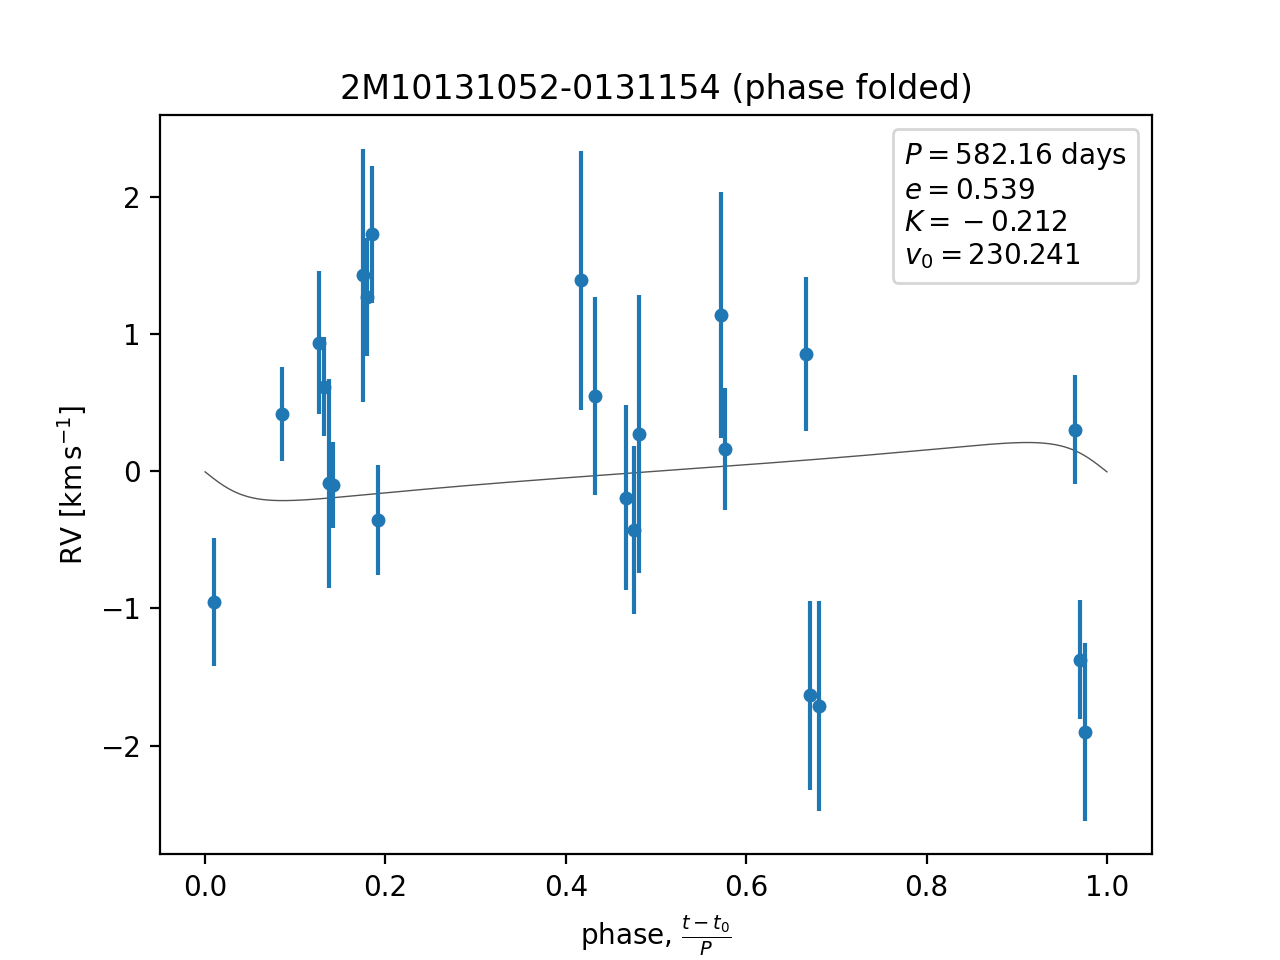 2M10131052-0131154 (phase folded)
P = 582.16 days
e = 0.539
K = −0.212
v₀ = 230.241
RV [km s⁻¹]
2
1
0
−1
−2
0.0 0.2 0.4 0.6 0.8 1.0
phase, (t − t₀)/P